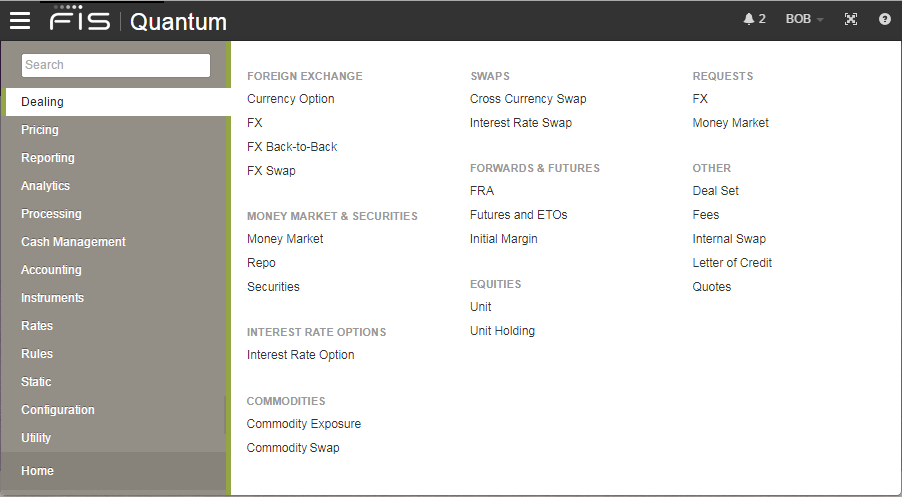 FIS Quantum
2
BOB
?
Search
Dealing
Pricing
Reporting
Analytics
Processing
Cash Management
Accounting
Instruments
Rates
Rules
Static
Configuration
Utility
Home
FOREIGN EXCHANGE
Currency Option
FX
FX Back-to-Back
FX Swap
MONEY MARKET & SECURITIES
Money Market
Repo
Securities
INTEREST RATE OPTIONS
Interest Rate Option
COMMODITIES
Commodity Exposure
Commodity Swap
SWAPS
Cross Currency Swap
Interest Rate Swap
FORWARDS & FUTURES
FRA
Futures and ETOs
Initial Margin
EQUITIES
Unit
Unit Holding
REQUESTS
FX
Money Market
OTHER
Deal Set
Fees
Internal Swap
Letter of Credit
Quotes